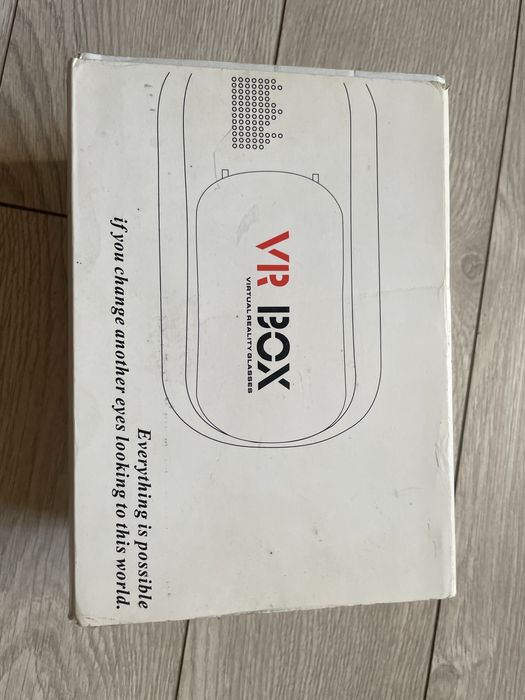 VR BOX
VIRTUAL REALITY GLASSES
Everything is possible
if you change another eyes looking to this world.